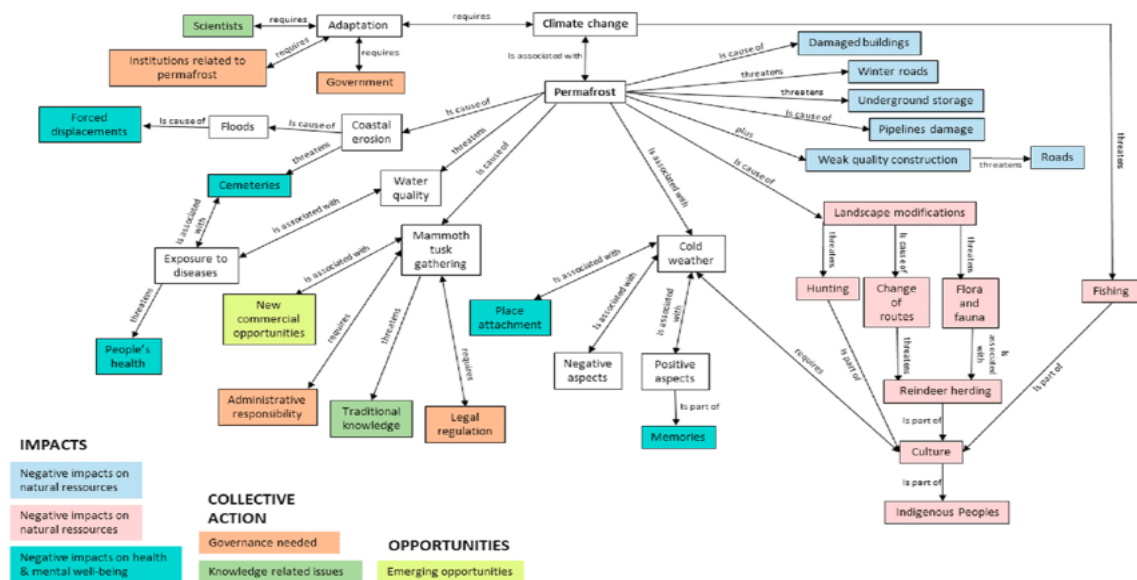 Scientists
requires
Adaptation
requires
Climate change
requires
requires
Institutions related to
permafrost
Government
Is associated with
Is cause of
Damaged buildings
threatens
Winter roads
Permafrost
threatens
Underground storage
Is cause of
Pipelines damage
plus
Weak quality construction
threatens
Roads
threatens
Forced
displacements
Is cause of
Floods
Is cause of
Coastal
erosion
Is cause of
threatens
threatens
Is cause of
Is associated with
Is cause of
Cemeteries
Water
quality
Is associated
with
Is associated with
Landscape modifications
Exposure to
diseases
Mammoth
tusk
gathering
Cold
weather
threatens
Is cause of
threatens
Is associated with
Is associated with
Hunting
Change
of
routes
Flora
and
fauna
Fishing
threatens
New
commercial
opportunities
requires
threatens
requires
Place
attachment
Is associated with
Is associated
with
requires
Is part of
threatens
Is
associated
with
Is part of
People's
health
Negative
aspects
Positive
aspects
Reindeer herding
Administrative
responsibility
Traditional
knowledge
Legal
regulation
Is part of
Is part of
Memories
Culture
Is part of
Indigenous Peoples
IMPACTS
Negative impacts on
natural ressources
Negative impacts on
natural ressources
Negative impacts on health
& mental well-being
COLLECTIVE
ACTION
Governance needed
Knowledge related issues
OPPORTUNITIES
Emerging opportunities